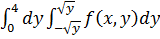 ∫₀⁴ dy ∫_{-√y}^{√y} f(x, y)dy